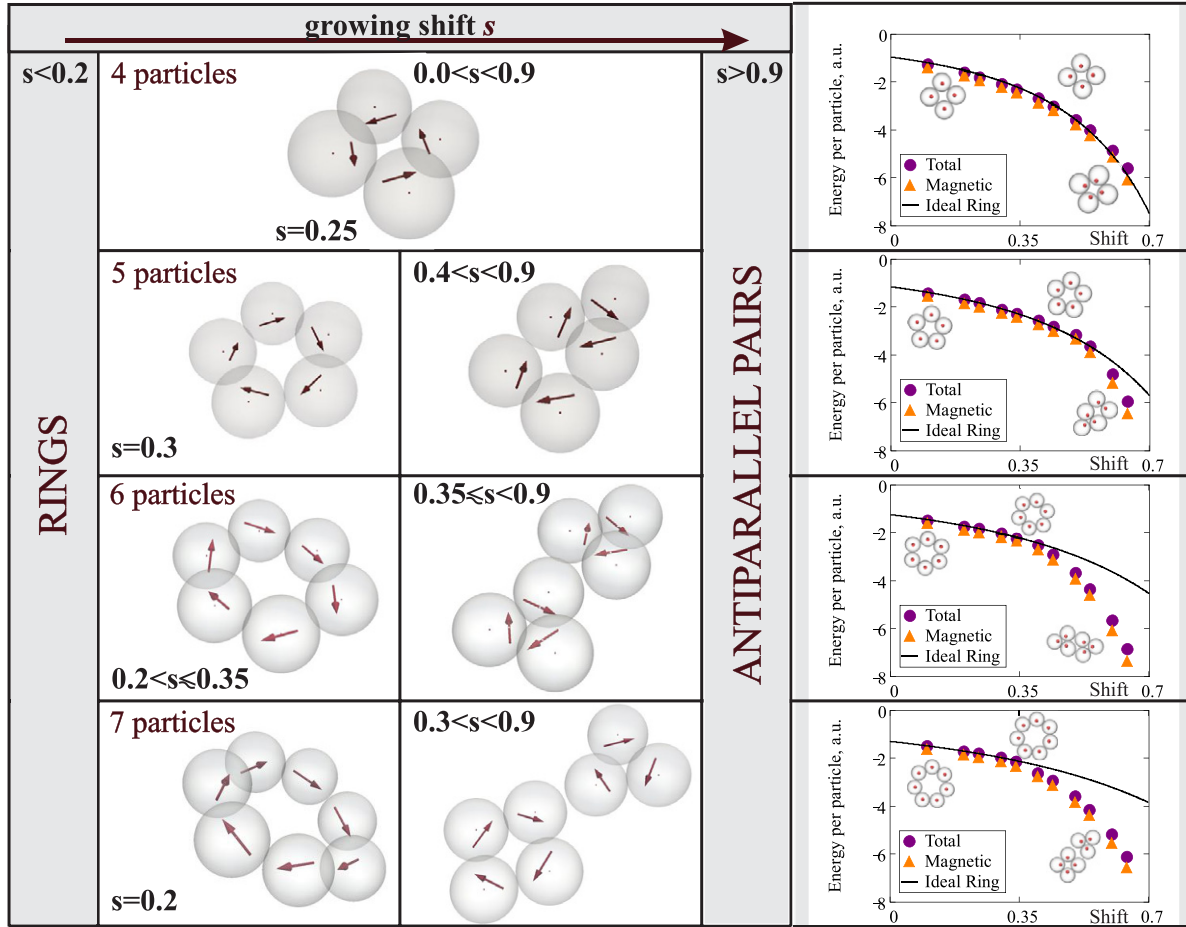 growing shift s
s<0.2
4 particles
0.0<s<0.9
s>0.9
s=0.25
5 particles
0.4<s<0.9
s=0.3
6 particles
0.35⩽s<0.9
0.2<s⩽0.35
7 particles
0.3<s<0.9
s=0.2
RINGS
ANTIPARALLEL PAIRS
Energy per particle, a.u.
0
-2
-4
-6
-8
Total
Magnetic
Ideal Ring
0
0.35
Shift
0.7
Energy per particle, a.u.
0
-2
-4
-6
-8
Total
Magnetic
Ideal Ring
0
0.35
Shift
0.7
Energy per particle, a.u.
0
-2
-4
-6
-8
Total
Magnetic
Ideal Ring
0
0.35
Shift
0.7
Energy per particle, a.u.
0
-2
-4
-6
-8
Total
Magnetic
Ideal Ring
0
0.35
Shift
0.7